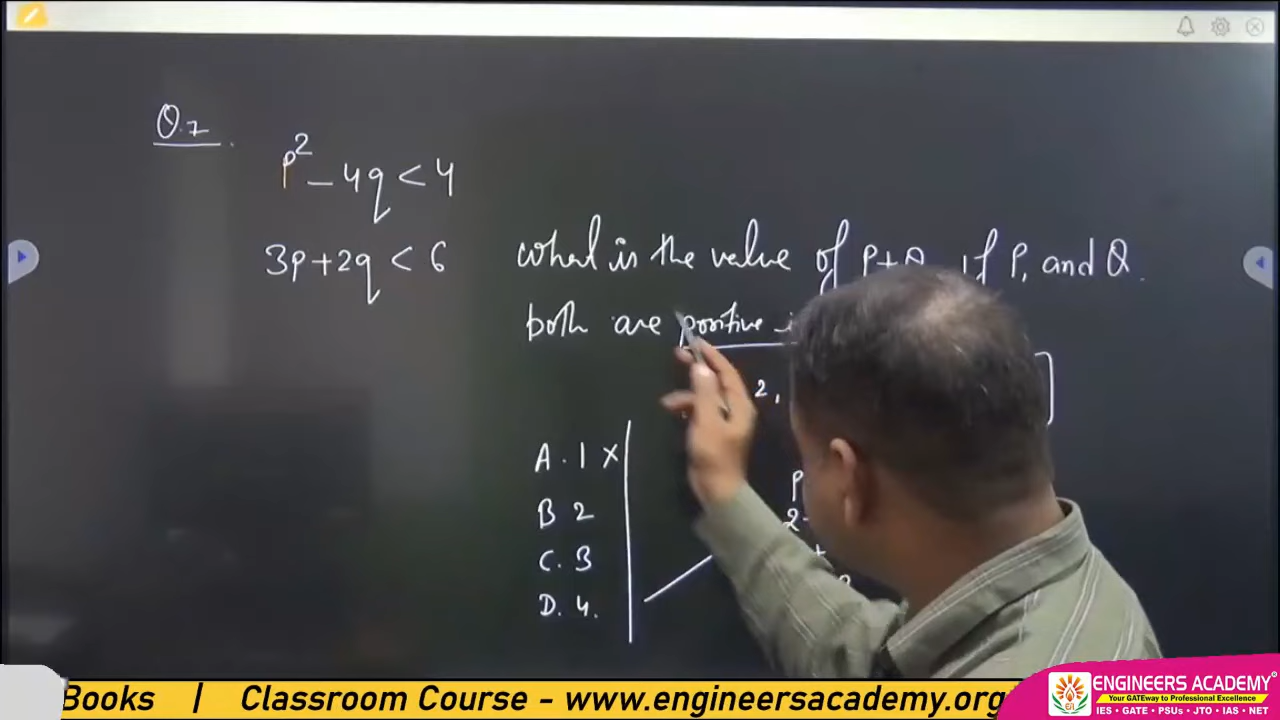 Q.7
P² - 4q < 4
3p + 2q < 6
What is the value of P+Q if P, and Q
both are positive
2,
A. 1 ×
B 2
C. 3
D. 4.
P
2-
+
Books | Classroom Course - www.engineersacademy.org
ENGINEERS ACADEMY
Your GATEway to Professional Excellence
IES • GATE • PSUs • JTO • IAS • NET